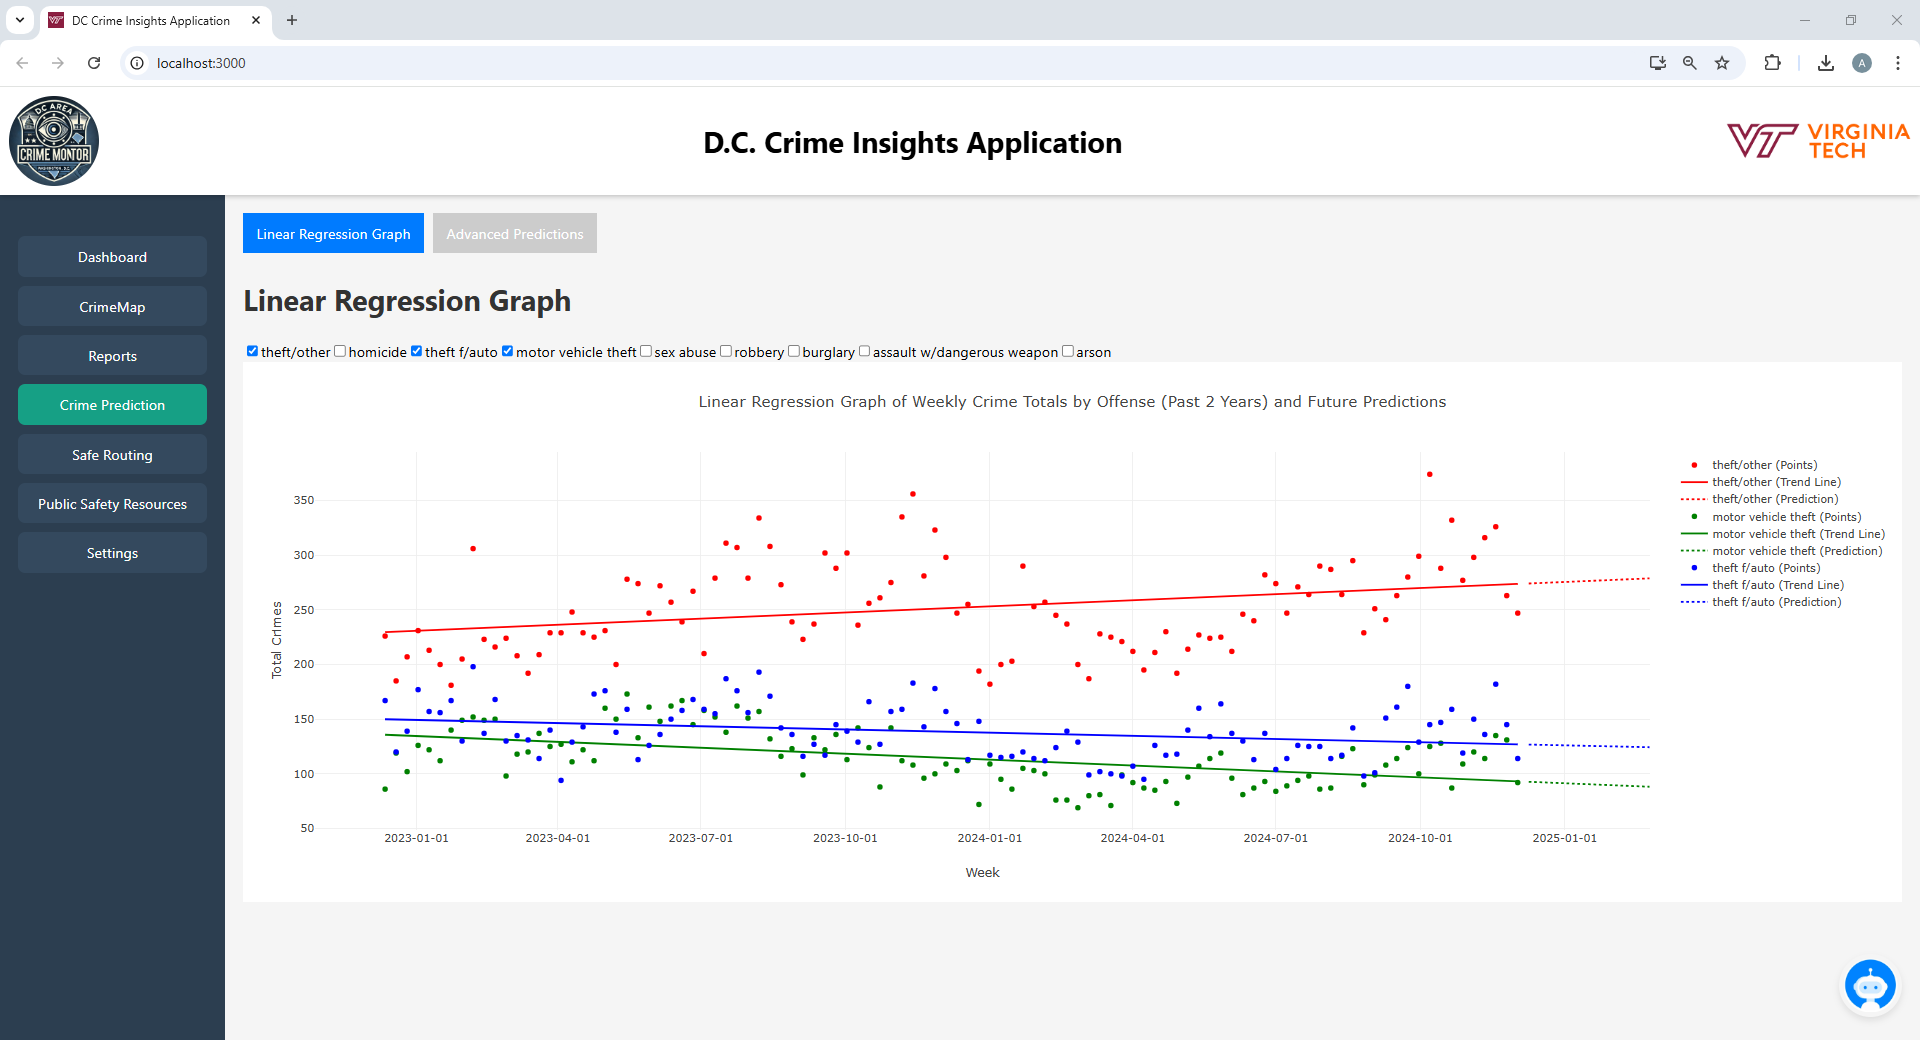 DC Crime Insights Application
localhost:3000
A
DC AREA
CRIME MONTOR
WASHINGTON, D.C.
D.C. Crime Insights Application
VT VIRGINIA
TECH
Dashboard
CrimeMap
Reports
Crime Prediction
Safe Routing
Public Safety Resources
Settings
Linear Regression Graph Advanced Predictions
Linear Regression Graph
theft/other homicide theft f/auto motor vehicle theft sex abuse robbery burglary assault w/dangerous weapon arson
Linear Regression Graph of Weekly Crime Totals by Offense (Past 2 Years) and Future Predictions
Total Crimes
350
300
250
200
150
100
50
2023-01-01 2023-04-01 2023-07-01 2023-10-01 2024-01-01 2024-04-01 2024-07-01 2024-10-01 2025-01-01
Week
theft/other (Points)
theft/other (Trend Line)
theft/other (Prediction)
motor vehicle theft (Points)
motor vehicle theft (Trend Line)
motor vehicle theft (Prediction)
theft f/auto (Points)
theft f/auto (Trend Line)
theft f/auto (Prediction)